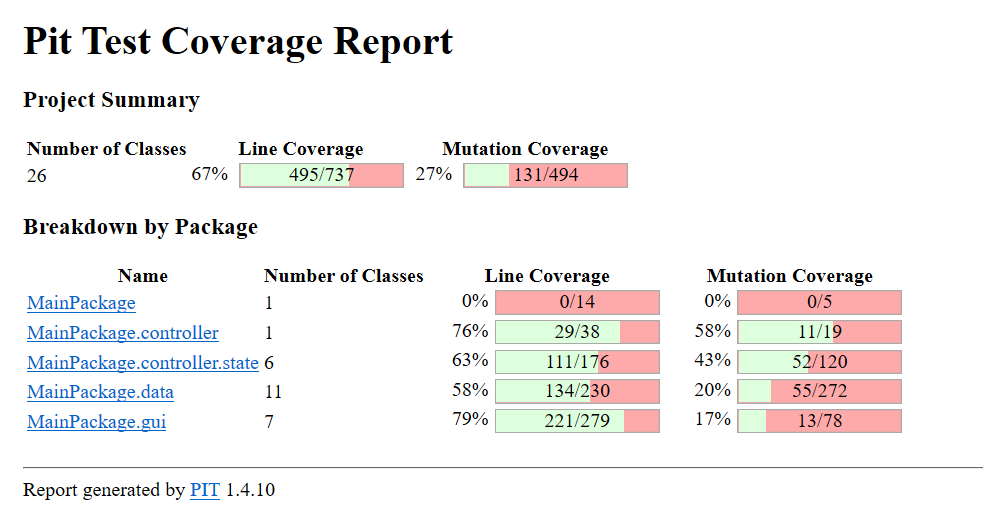 Pit Test Coverage Report
Project Summary
Number of Classes Line Coverage Mutation Coverage
26 67% 495/737 27% 131/494
Breakdown by Package
Name Number of Classes Line Coverage Mutation Coverage
MainPackage 1 0% 0/14 0% 0/5
MainPackage.controller 1 76% 29/38 58% 11/19
MainPackage.controller.state 6 63% 111/176 43% 52/120
MainPackage.data 11 58% 134/230 20% 55/272
MainPackage.gui 7 79% 221/279 17% 13/78
Report generated by PIT 1.4.10